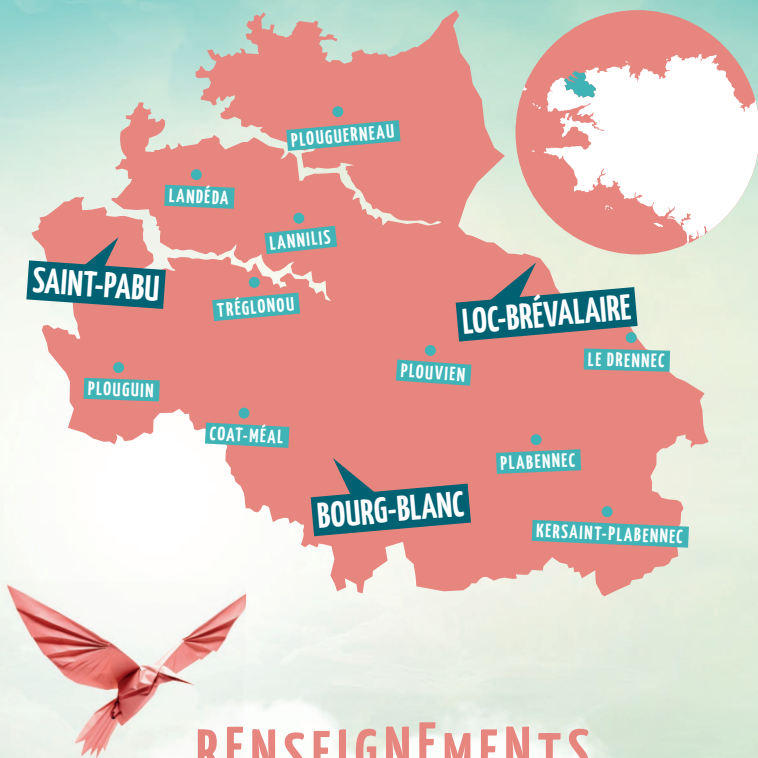 PLOUGUERNEAU
LANDÉDA
LANNILIS
SAINT-PABU
TRÉGLONOU
LOC-BRÉVALAIRE
LE DRENNEC
PLOUVIEN
PLOUGUIN
COAT-MÉAL
PLABENNEC
BOURG-BLANC
KERSAINT-PLABENNEC
RENSEIGNEMENTS